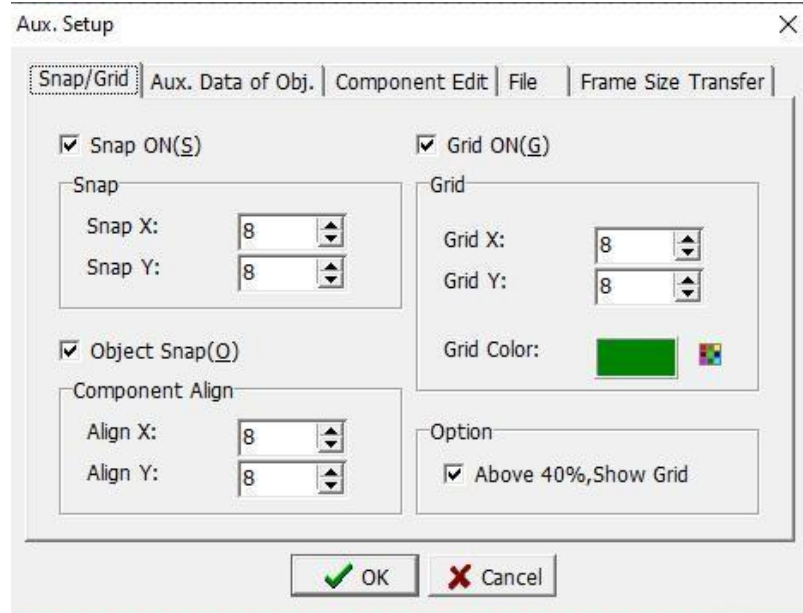 Aux. Setup
Snap/Grid Aux. Data of Obj. Component Edit File Frame Size Transfer
Snap ON(S)
Snap
Snap X: 8
Snap Y: 8
Object Snap(O)
Component Align
Align X: 8
Align Y: 8
Grid ON(G)
Grid
Grid X: 8
Grid Y: 8
Grid Color:
Option
Above 40%,Show Grid
OK Cancel